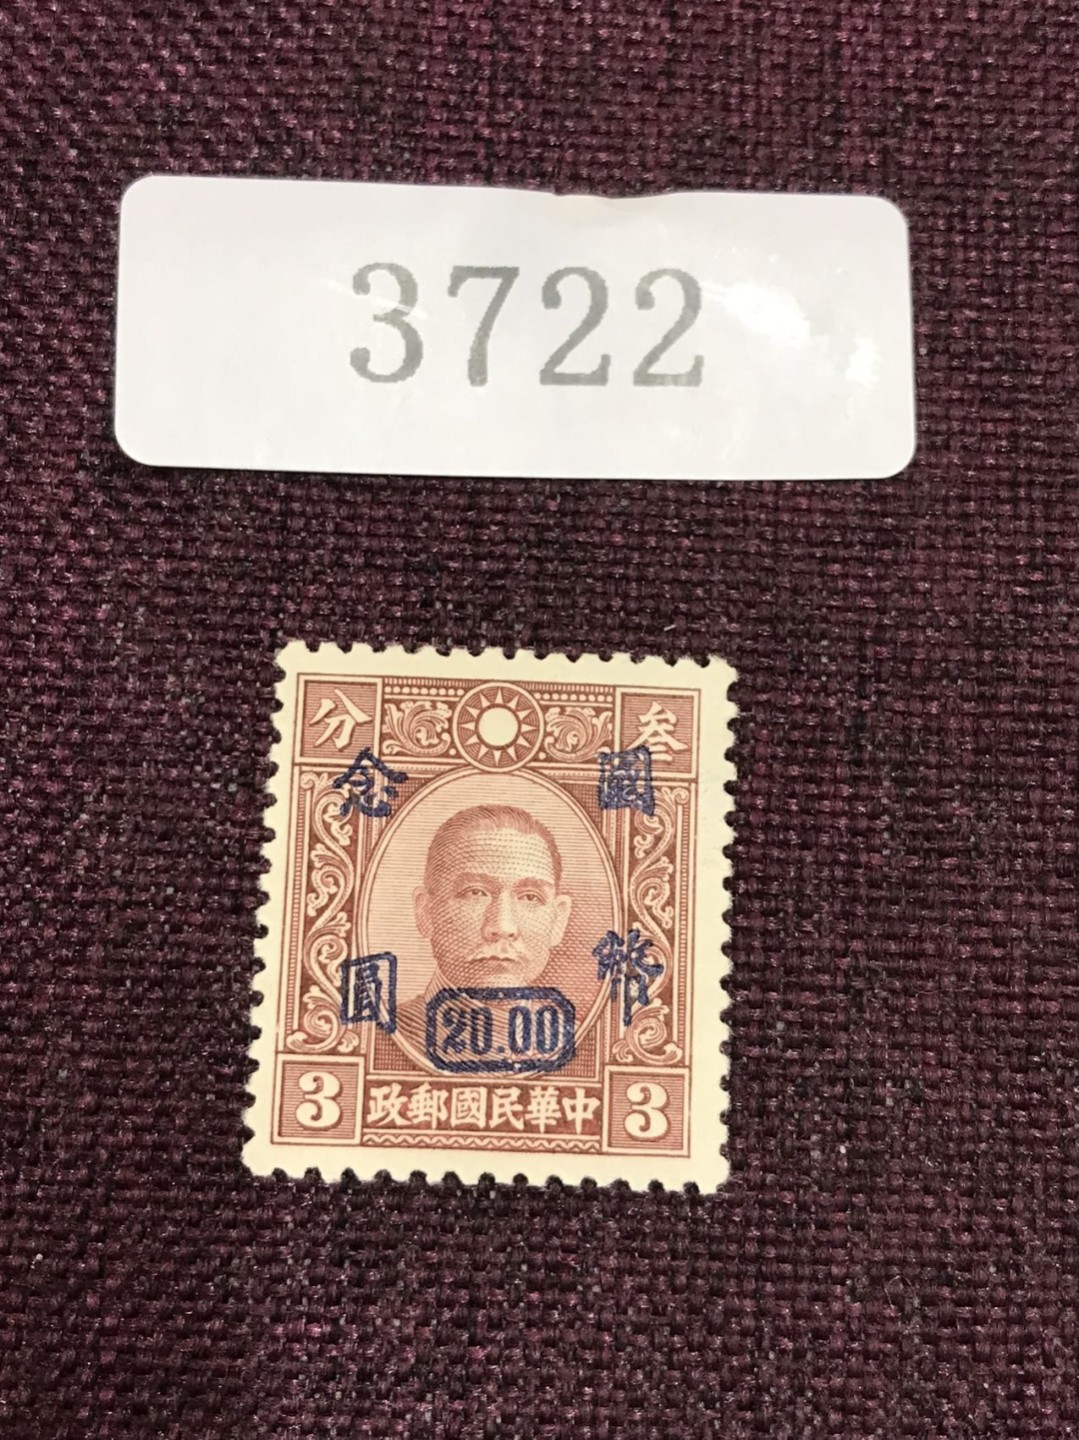 3722
分 叁
念 國
圓 幣
20.00
3 政郵國民華中 3